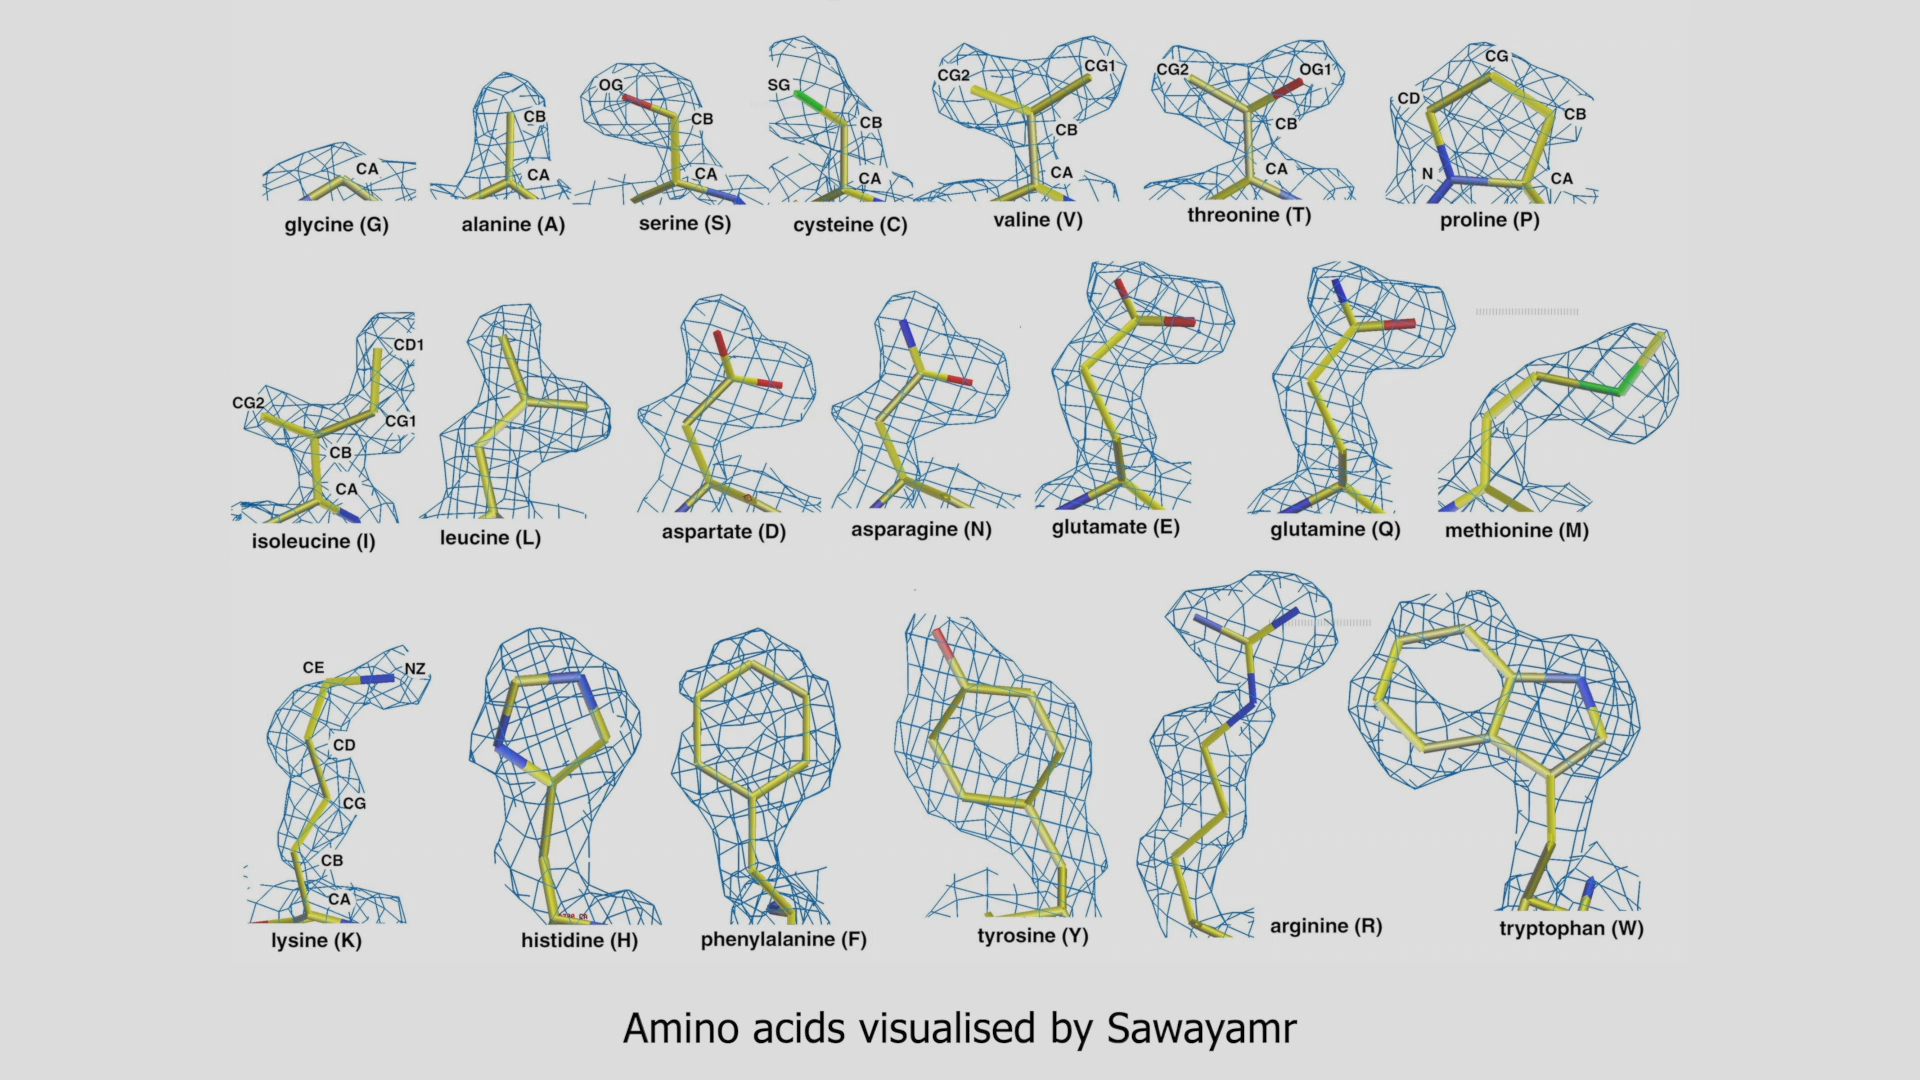 OG
CB
CA
SG
CB
CA
CG2
CG1
CB
CA
CG2
OG1
CB
CA
CG
CD
CB
N
CA
CA
CB
CA
glycine (G)
alanine (A)
serine (S)
cysteine (C)
valine (V)
threonine (T)
proline (P)
CD1
CG2
CG1
CB
CA
isoleucine (I)
leucine (L)
aspartate (D)
asparagine (N)
glutamate (E)
glutamine (Q)
methionine (M)
CE
NZ
CD
CG
CB
CA
lysine (K)
histidine (H)
phenylalanine (F)
tyrosine (Y)
arginine (R)
tryptophan (W)
Amino acids visualised by Sawayamr